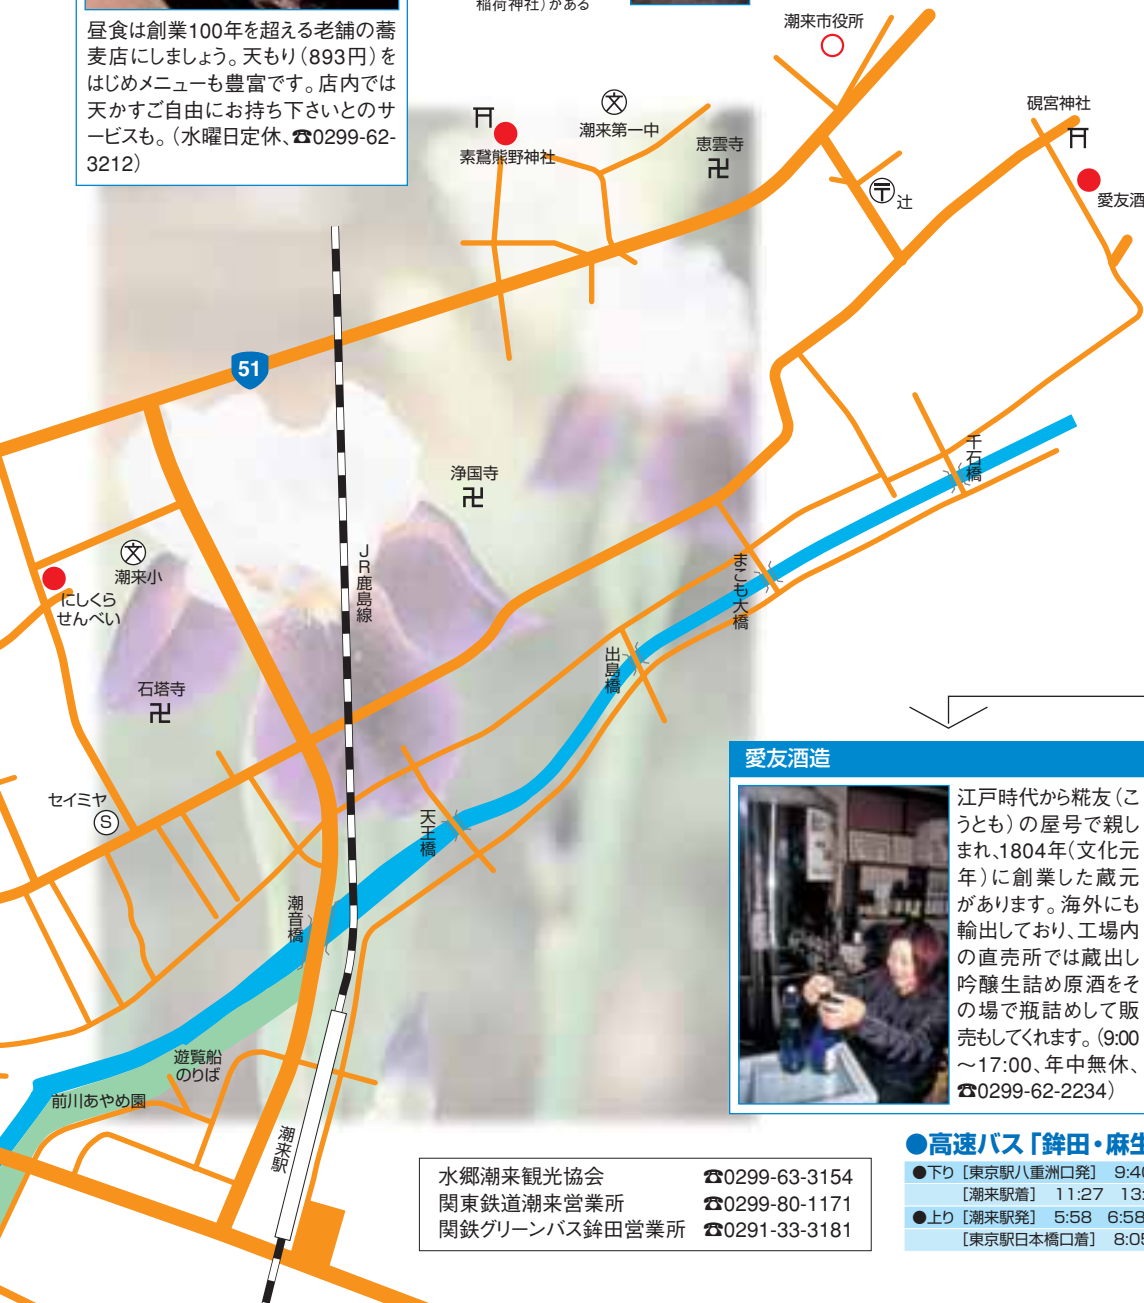 稲荷神社）がある
昼食は創業100年を超える老舗の蕎
麦店にしましょう。天もり（893円）を
はじめメニューも豊富です。店内では
天かすご自由にお持ち下さいとのサ
ービスも。（水曜日定休、☎0299-62-
3212）
潮来市役所
潮来第一中
素鵞熊野神社
恵雲寺
硯宮神社
辻
愛友酒
51
浄国寺
千石橋
JR鹿島線
潮来小
にしくら
せんべい
まこも大橋
出島橋
石塔寺
セイミヤ
S
天王橋
潮音橋
遊覧船
のりば
前川あやめ園
潮来駅
愛友酒造
江戸時代から糀友（こ
うとも）の屋号で親し
まれ、1804年（文化元
年）に創業した蔵元
があります。海外にも
輸出しており、工場内
の直売所では蔵出し
吟醸生詰め原酒をそ
の場で瓶詰めして販
売もしてくれます。（9:00
～17:00、年中無休、
☎0299-62-2234）
水郷潮来観光協会 ☎0299-63-3154
関東鉄道潮来営業所 ☎0299-80-1171
関鉄グリーンバス鉾田営業所 ☎0291-33-3181
●高速バス「鉾田・麻生
●下り［東京駅八重洲口発］ 9:40
［潮来駅着］ 11:27 13:
●上り［潮来駅発］ 5:58 6:58
［東京駅日本橋口着］ 8:05